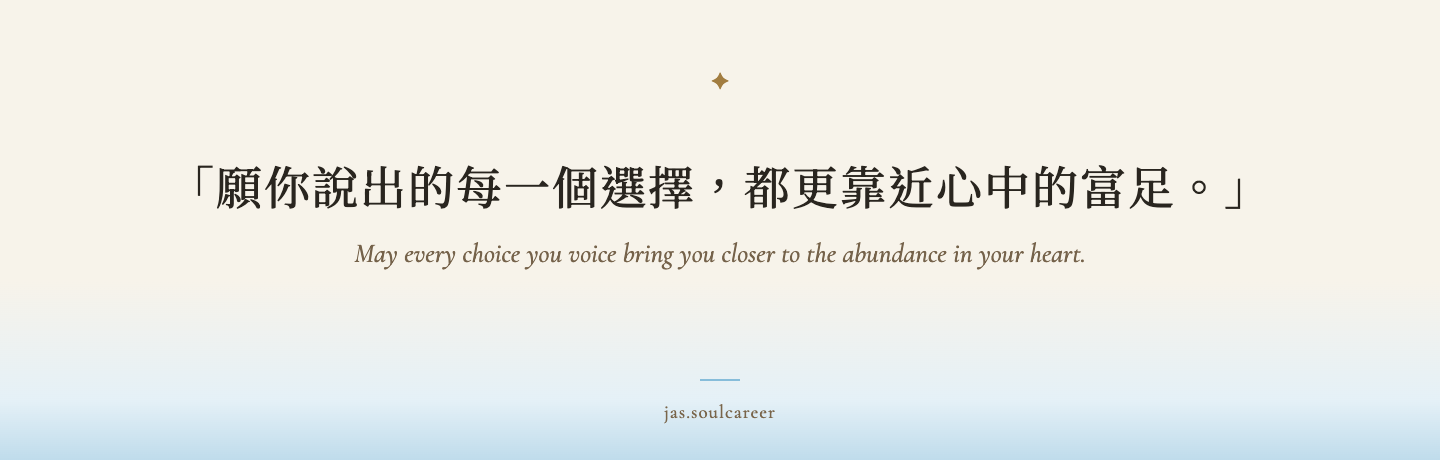 「願你說出的每一個選擇，都更靠近心中的富足。」
May every choice you voice bring you closer to the abundance in your heart.
jas.soulcareer